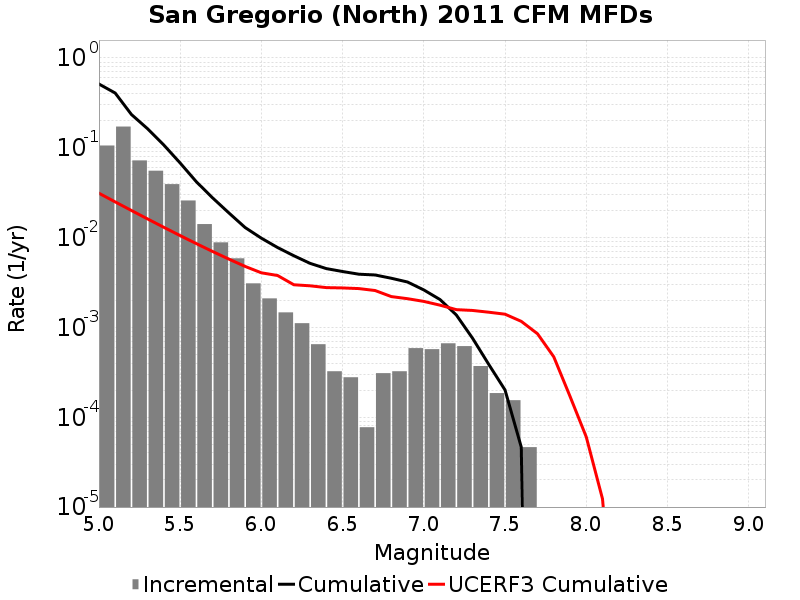 San Gregorio (North) 2011 CFM MFDs
Rate (1/yr)
10^0
10^-1
10^-2
10^-3
10^-4
10^-5
5.0 5.5 6.0 6.5 7.0 7.5 8.0 8.5 9.0
Magnitude
Incremental Cumulative UCERF3 Cumulative